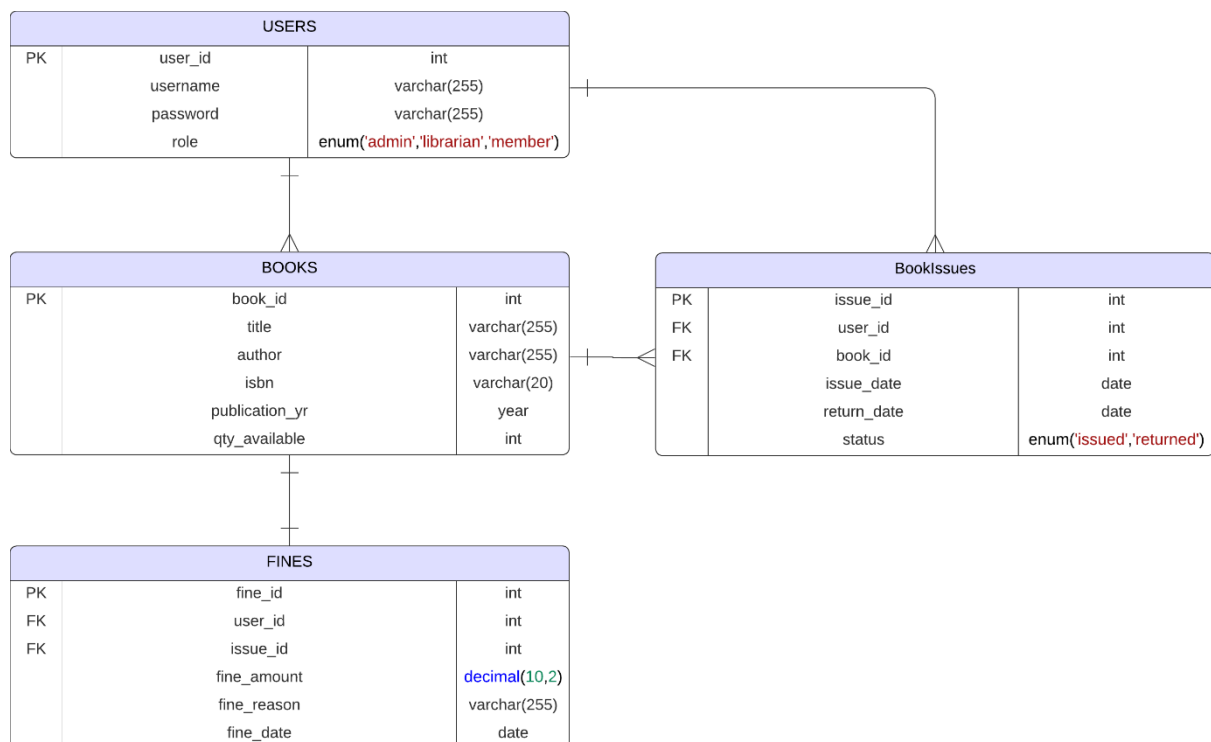 USERS
PK user_id int
username varchar(255)
password varchar(255)
role enum('admin','librarian','member')
BOOKS
PK book_id int
title varchar(255)
author varchar(255)
isbn varchar(20)
publication_yr year
qty_available int
BookIssues
PK issue_id int
FK user_id int
FK book_id int
issue_date date
return_date date
status enum('issued','returned')
FINES
PK fine_id int
FK user_id int
FK issue_id int
fine_amount decimal(10,2)
fine_reason varchar(255)
fine_date date